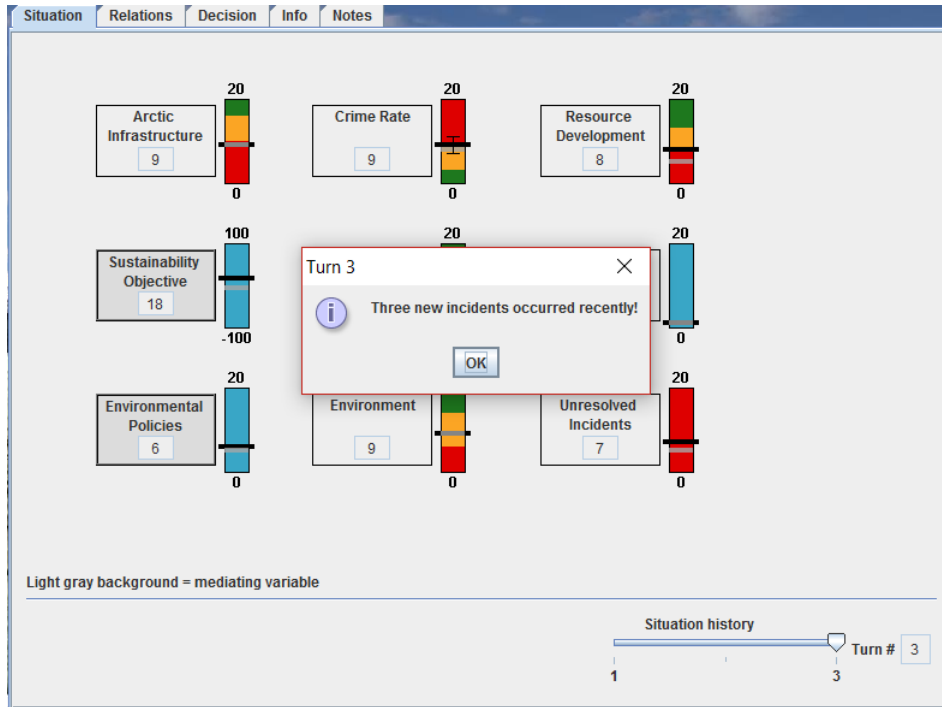 Situation
Relations
Decision
Info
Notes
20
20
20
Arctic
Infrastructure
9
Crime Rate
9
Resource
Development
8
0
0
0
100
20
20
Sustainability
Objective
18
-100
0
Turn 3
Three new incidents occurred recently!
OK
20
20
Environmental
Policies
6
Environment
9
Unresolved
Incidents
7
0
0
0
Light gray background = mediating variable
Situation history
Turn #
3
1
3